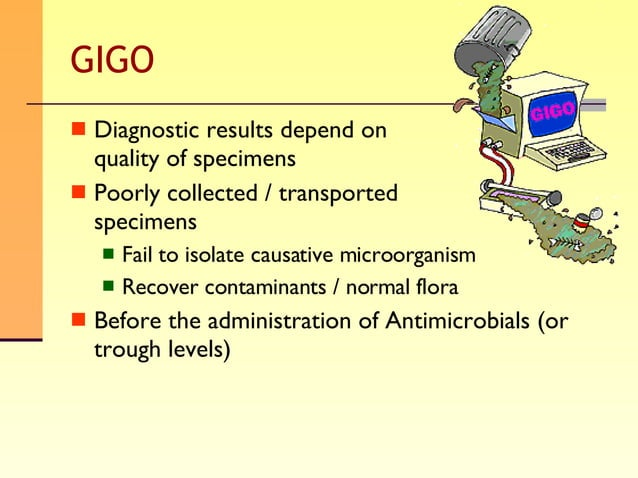 GIGO
GIGO
Diagnostic results depend on
quality of specimens
Poorly collected / transported
specimens
Fail to isolate causative microorganism
Recover contaminants / normal flora
Before the administration of Antimicrobials (or
trough levels)